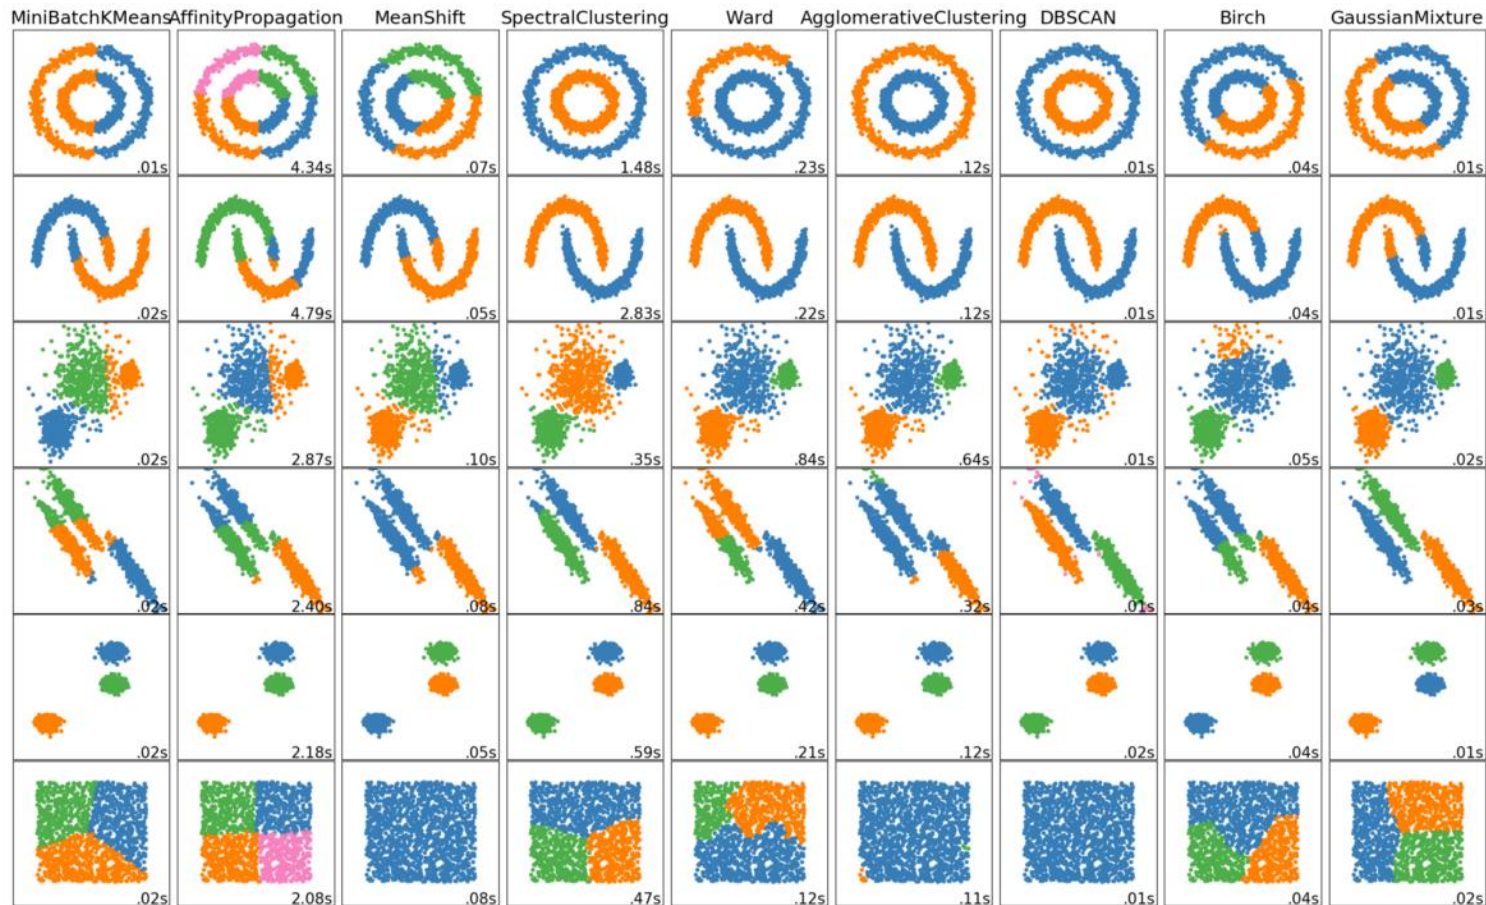 MiniBatchKMeans AffinityPropagation MeanShift SpectralClustering Ward AgglomerativeClustering DBSCAN Birch GaussianMixture
.01s 4.34s .07s 1.48s .23s .12s .01s .04s .01s
.02s 4.79s .05s 2.83s .22s .12s .01s .04s .01s
.02s 2.87s .10s .35s .84s .64s .01s .05s .02s
.02s 2.40s .08s .84s .42s .32s .01s .04s .03s
.02s 2.18s .05s .59s .21s .12s .02s .04s .01s
.02s 2.08s .08s .47s .12s .11s .01s .04s .02s